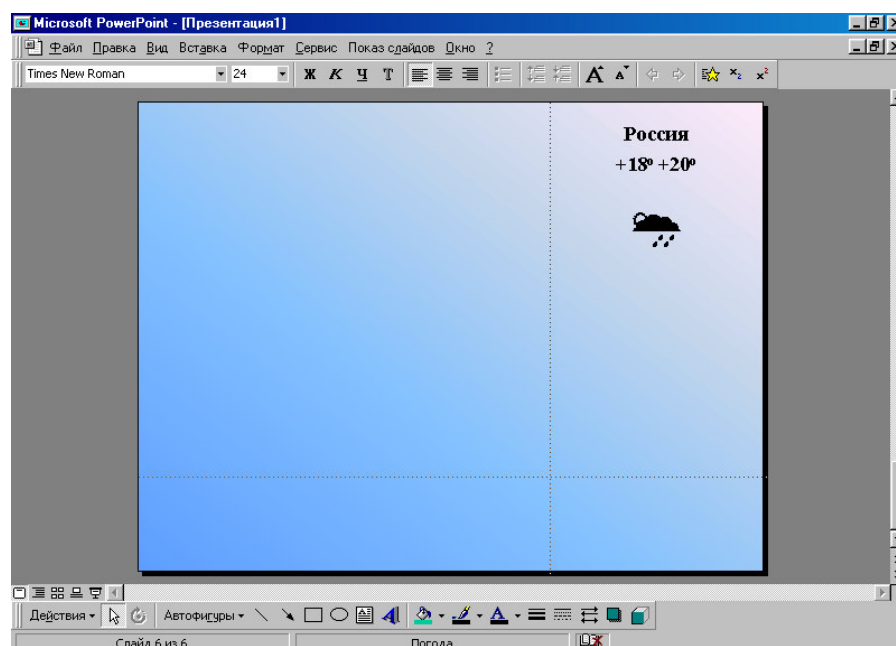 Microsoft PowerPoint - [Презентация1]
Файл Правка Вид Вставка Формат Сервис Показ слайдов Окно ?
Times New Roman 24 Ж К Ч Т
Россия
+18º +20º
Действия Автофигуры
Слайд 6 из 6 Погода